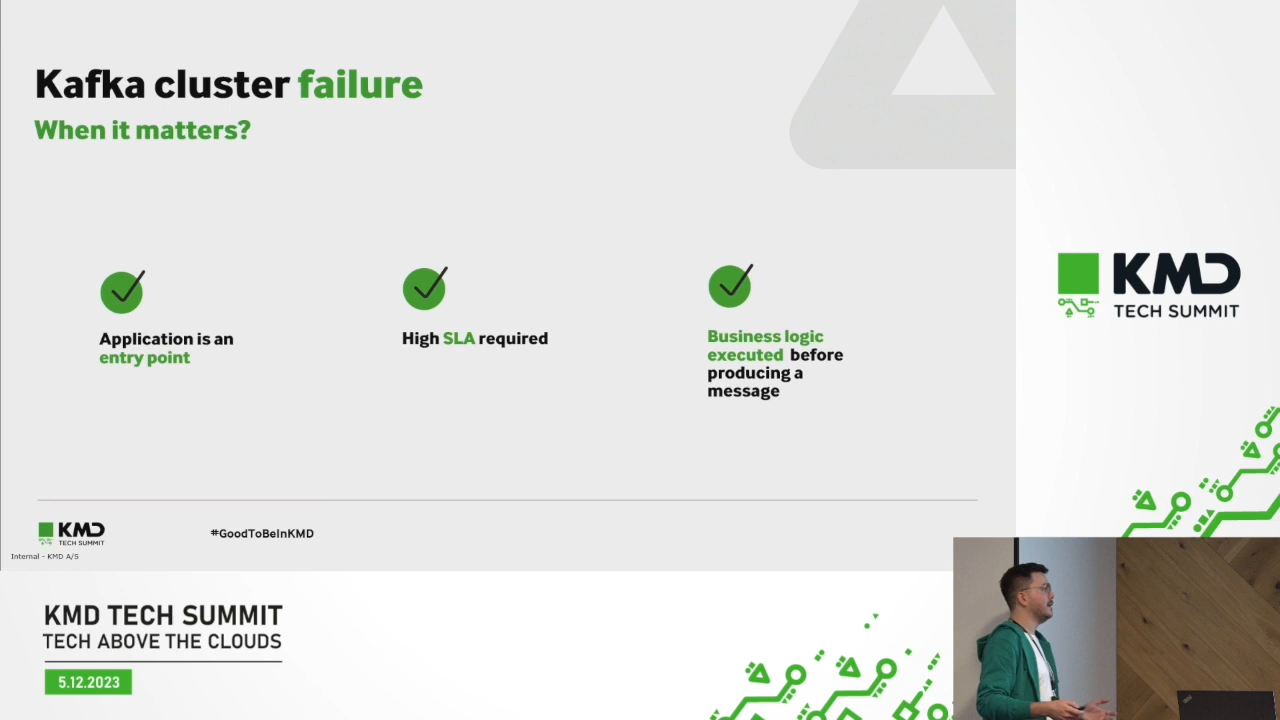 Kafka cluster failure
When it matters?
Application is an
entry point
High SLA required
Business logic
executed before
producing a
message
KMD
TECH SUMMIT
#GoodToBeInKMD
Internal - KMD A/S
KMD
TECH SUMMIT
KMD TECH SUMMIT
TECH ABOVE THE CLOUDS
5.12.2023